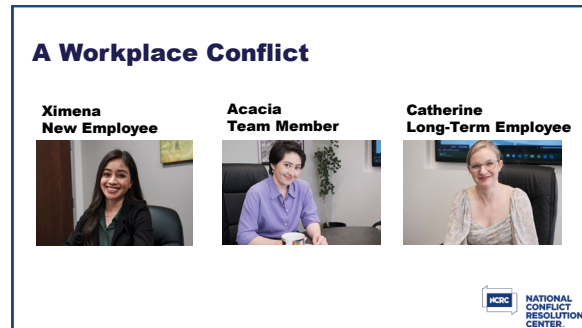 A Workplace Conflict
Ximena
New Employee
Acacia
Team Member
Catherine
Long-Term Employee
NCRC
NATIONAL
CONFLICT
RESOLUTION
CENTER